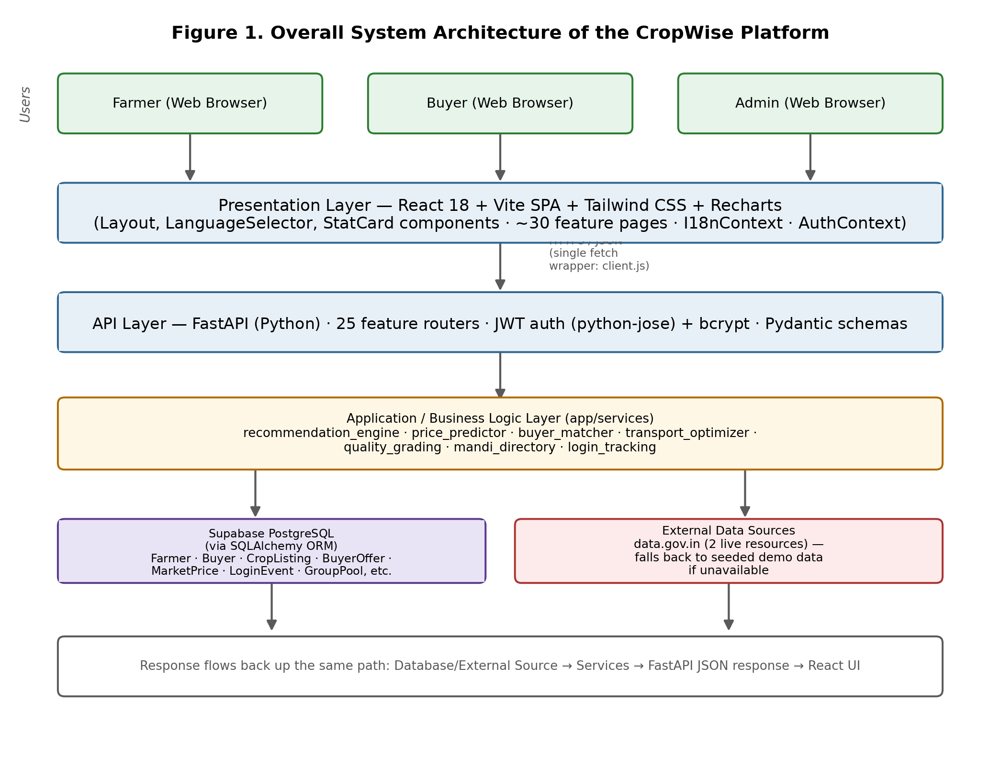 Figure 1. Overall System Architecture of the CropWise Platform
Users
Farmer (Web Browser)
Buyer (Web Browser)
Admin (Web Browser)
Presentation Layer — React 18 + Vite SPA + Tailwind CSS + Recharts
(Layout, LanguageSelector, StatCard components · ~30 feature pages · I18nContext · AuthContext)
(single fetch
wrapper: client.js)
API Layer — FastAPI (Python) · 25 feature routers · JWT auth (python-jose) + bcrypt · Pydantic schemas
Application / Business Logic Layer (app/services)
recommendation_engine · price_predictor · buyer_matcher · transport_optimizer ·
quality_grading · mandi_directory · login_tracking
Supabase PostgreSQL
(via SQLAlchemy ORM)
Farmer · Buyer · CropListing · BuyerOffer ·
MarketPrice · LoginEvent · GroupPool, etc.
External Data Sources
data.gov.in (2 live resources) —
falls back to seeded demo data
if unavailable
Response flows back up the same path: Database/External Source → Services → FastAPI JSON response → React UI